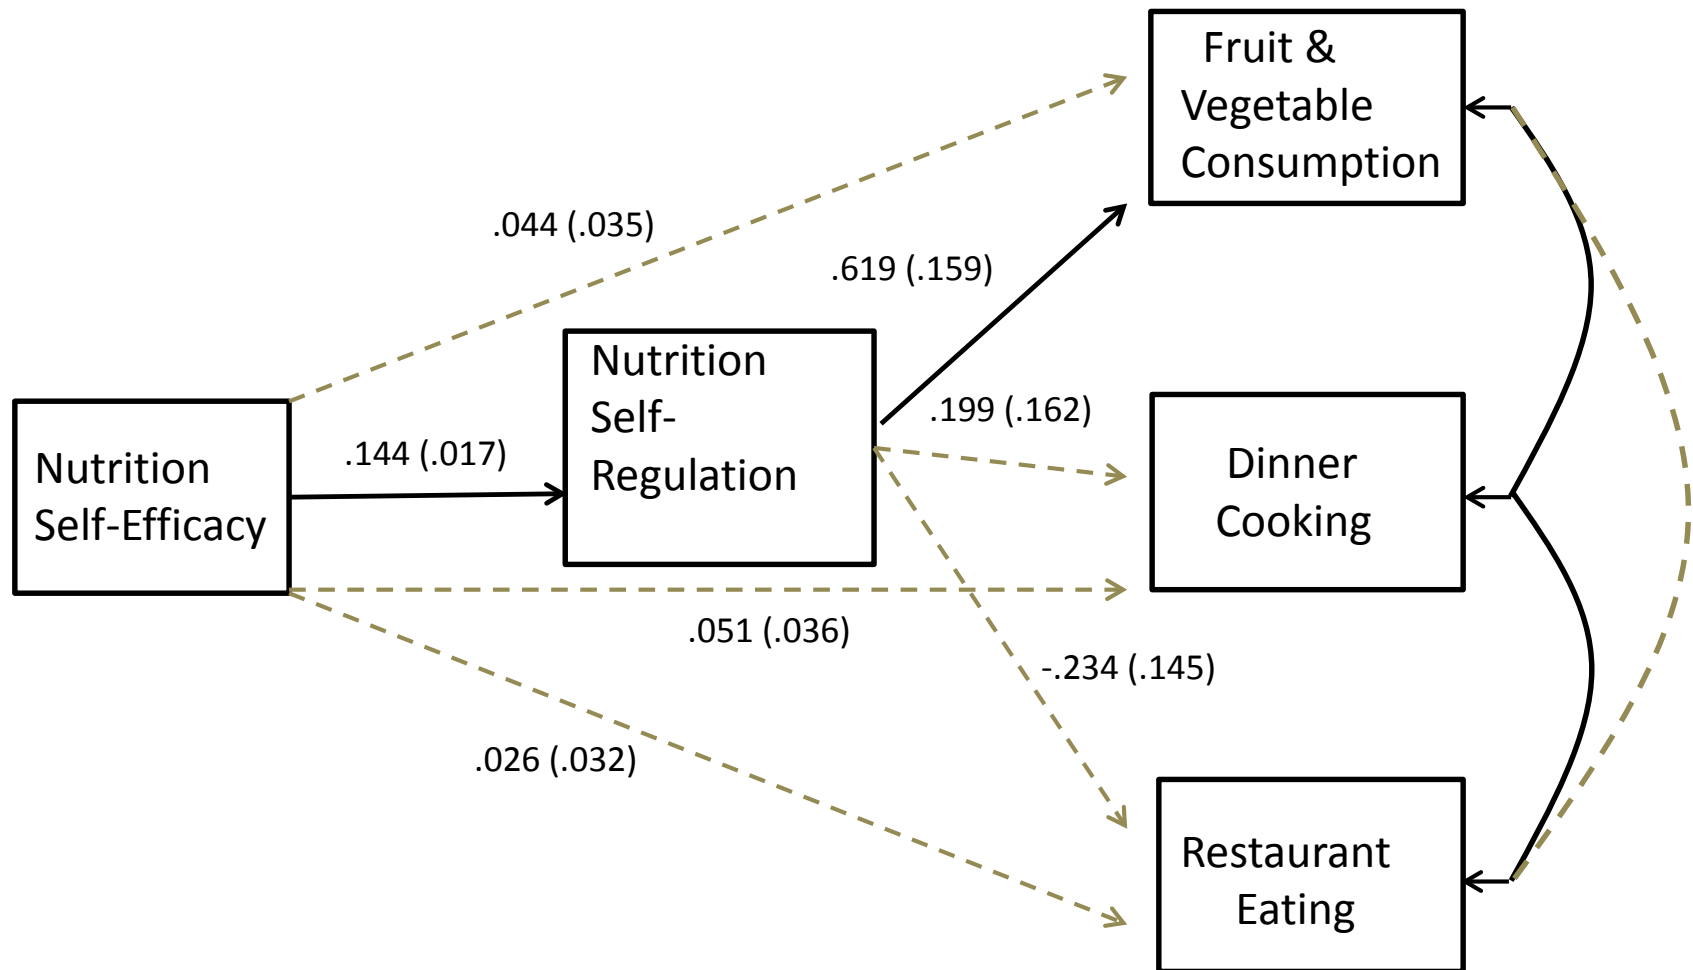 Fruit &
Vegetable
Consumption
.044 (.035)
.619 (.159)
Nutrition
Self-
Regulation
.199 (.162)
Nutrition
Self-Efficacy
.144 (.017)
Dinner
Cooking
.051 (.036)
-.234 (.145)
.026 (.032)
Restaurant
Eating